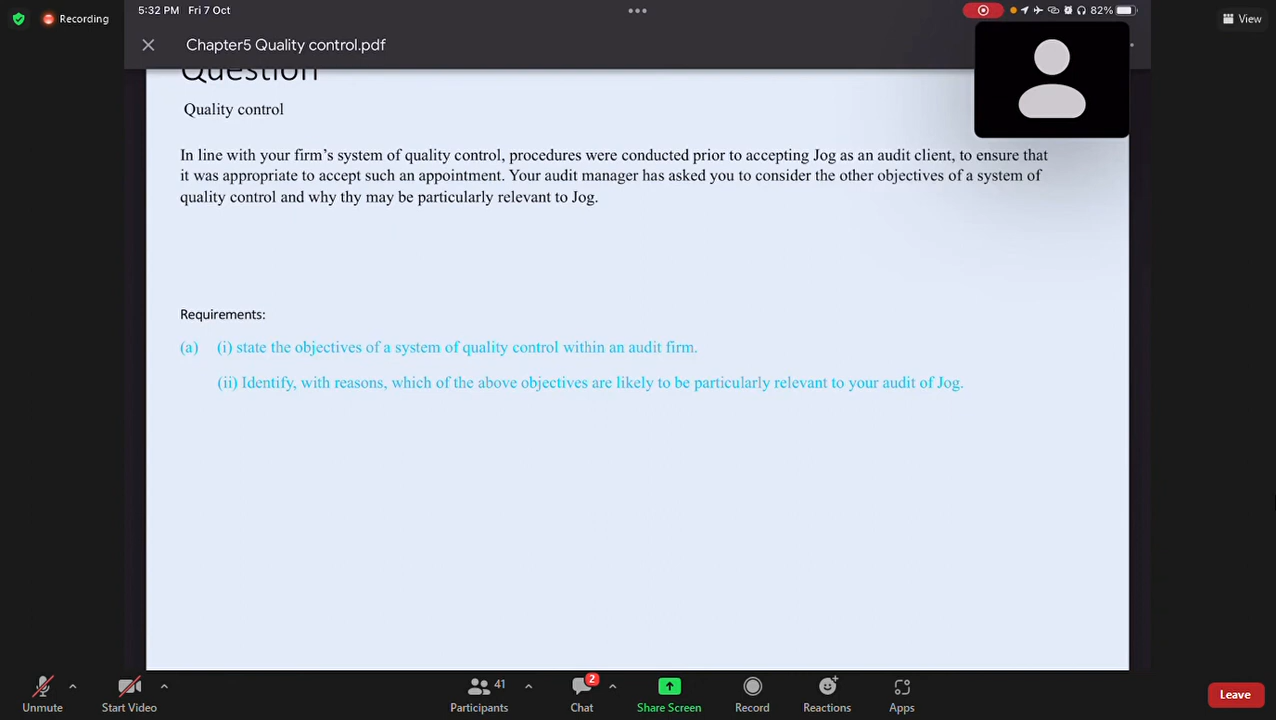 5:32 PM Fri 7 Oct
82%
Recording
View
Chapter5 Quality control.pdf
Question
Quality control
In line with your firm's system of quality control, procedures were conducted prior to accepting Jog as an audit client, to ensure that
it was appropriate to accept such an appointment. Your audit manager has asked you to consider the other objectives of a system of
quality control and why thy may be particularly relevant to Jog.
Requirements:
(a) (i) state the objectives of a system of quality control within an audit firm.
(ii) Identify, with reasons, which of the above objectives are likely to be particularly relevant to your audit of Jog.
41
2
Unmute
Start Video
Participants
Chat
Share Screen
Record
Reactions
Apps
Leave